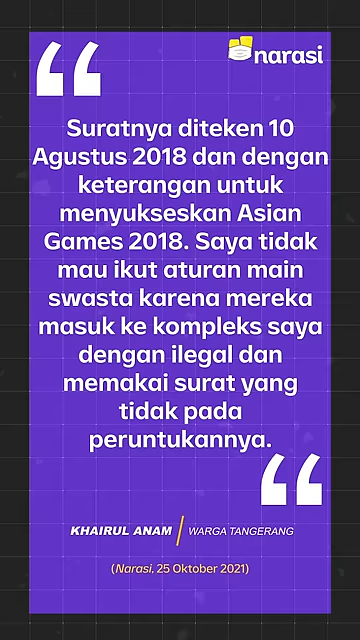 narasi
Suratnya diteken 10
Agustus 2018 dan dengan
keterangan untuk
menyukseskan Asian
Games 2018. Saya tidak
mau ikut aturan main
swasta karena mereka
masuk ke kompleks saya
dengan ilegal dan
memakai surat yang
tidak pada
peruntukannya.
KHAIRUL ANAM / WARGA TANGERANG
(Narasi, 25 Oktober 2021)